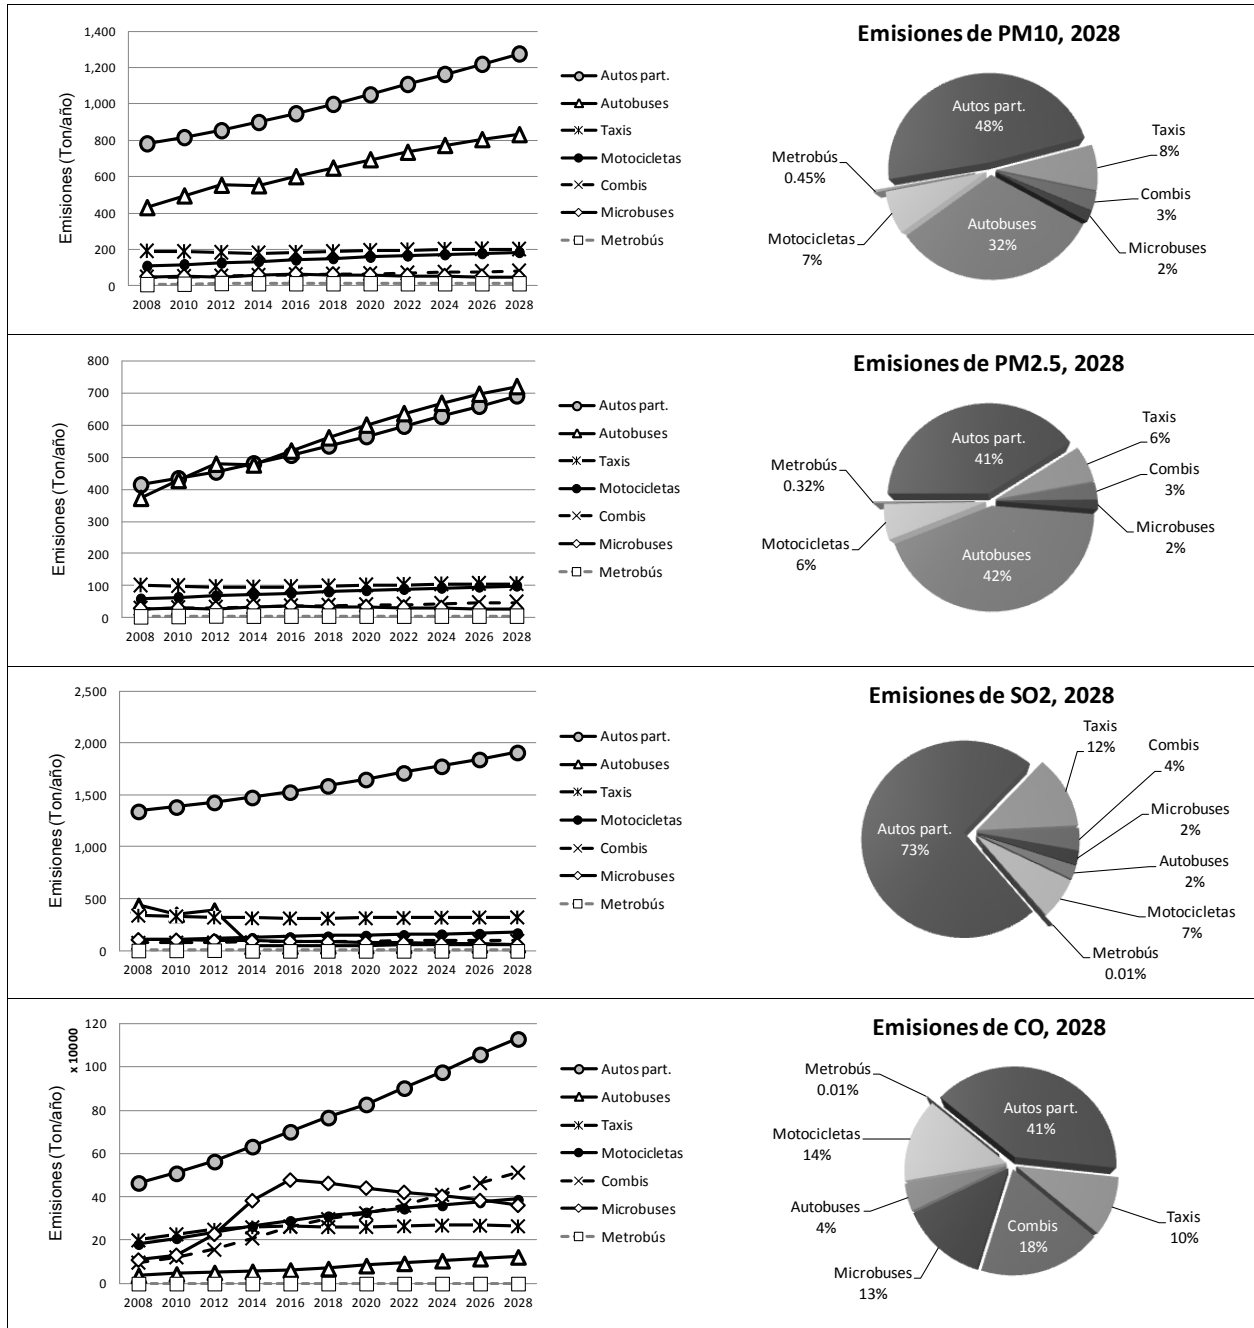 1,400
1,200
1,000
800
600
400
200
0
Emisiones (Ton/año)
2008 2010 2012 2014 2016 2018 2020 2022 2024 2026 2028
Autos part.
Autobuses
Taxis
Motocicletas
Combis
Microbuses
Metrobús
Emisiones de PM10, 2028
Autos part.
48%
Taxis
8%
Combis
3%
Microbuses
2%
Autobuses
32%
Motocicletas
7%
Metrobús
0.45%
800
700
600
500
400
300
200
100
0
Emisiones (Ton/año)
2008 2010 2012 2014 2016 2018 2020 2022 2024 2026 2028
Autos part.
Autobuses
Taxis
Motocicletas
Combis
Microbuses
Metrobús
Emisiones de PM2.5, 2028
Autos part.
41%
Taxis
6%
Combis
3%
Microbuses
2%
Autobuses
42%
Motocicletas
6%
Metrobús
0.32%
2,500
2,000
1,500
1,000
500
0
Emisiones (Ton/año)
2008 2010 2012 2014 2016 2018 2020 2022 2024 2026 2028
Autos part.
Autobuses
Taxis
Motocicletas
Combis
Microbuses
Metrobús
Emisiones de SO2, 2028
Autos part.
73%
Taxis
12%
Combis
4%
Microbuses
2%
Autobuses
2%
Motocicletas
7%
Metrobús
0.01%
120
100
80
60
40
20
0
x 10000
Emisiones (Ton/año)
2008 2010 2012 2014 2016 2018 2020 2022 2024 2026 2028
Autos part.
Autobuses
Taxis
Motocicletas
Combis
Microbuses
Metrobús
Emisiones de CO, 2028
Metrobús
0.01%
Autos part.
41%
Motocicletas
14%
Autobuses
4%
Microbuses
13%
Combis
18%
Taxis
10%